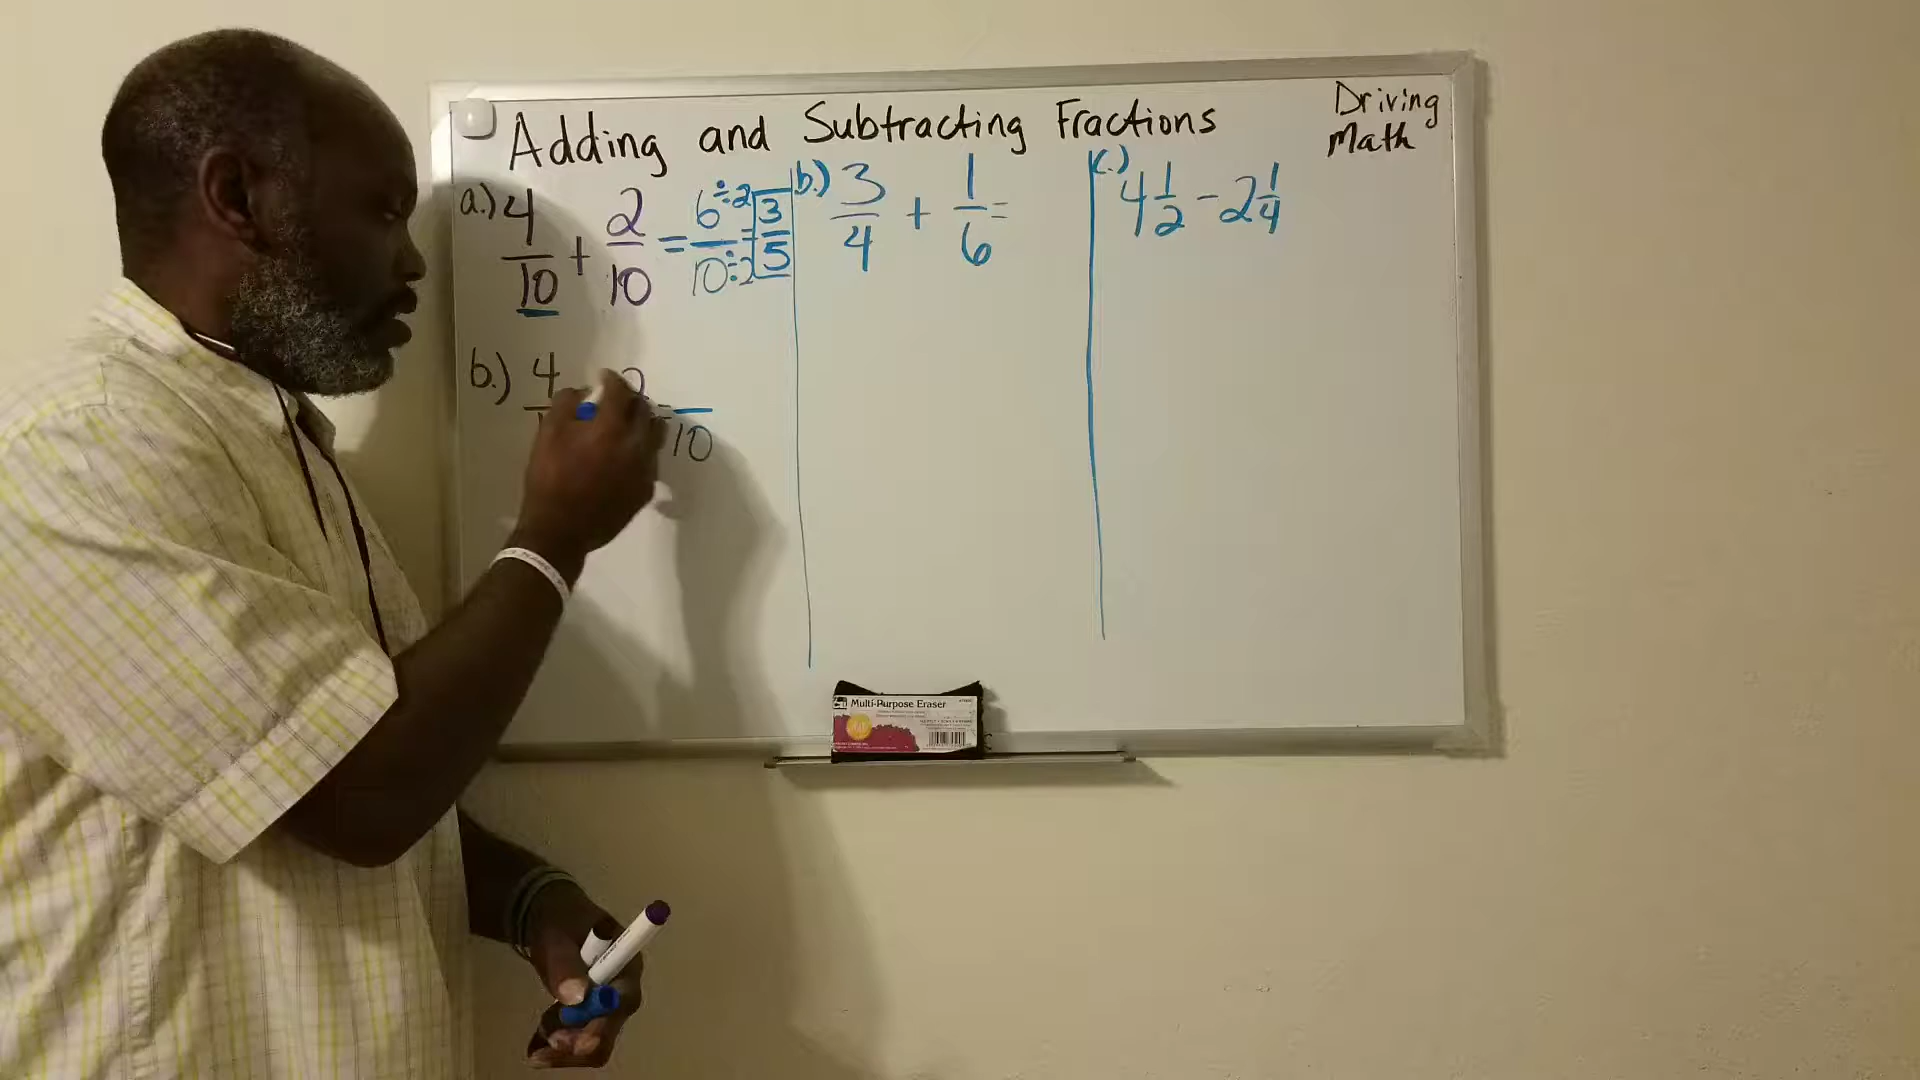 Adding and Subtracting Fractions
Driving
Math
a.) 4/10 + 2/10 = 6÷2/10÷2 = 3/5
b.) 3/4 + 1/6 =
c.) 4 1/2 - 2 1/4
b.) 4/ 2/ = /10
Multi-Purpose Eraser